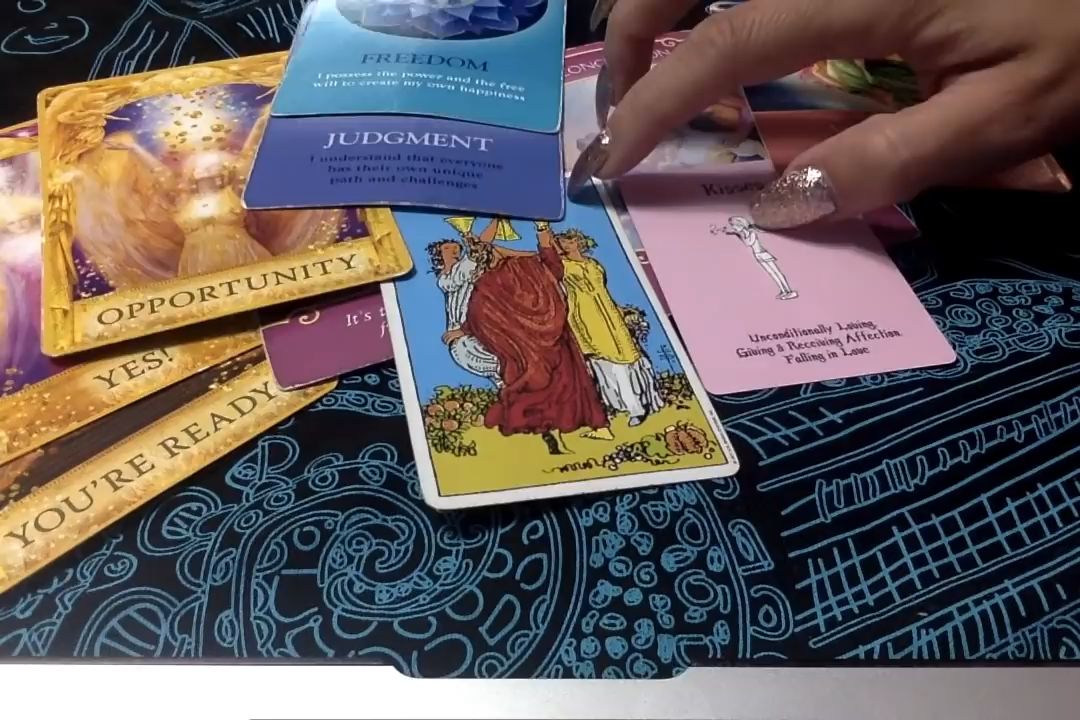 FREEDOM
I possess the power and the free
will to create my own happiness
JUDGMENT
I understand that everyone
has their own unique
path and challenges
OPPORTUNITY
YES!
YOU'RE READY
It's
Kisses
Unconditionally Loving,
Giving & Receiving Affection
Falling in Love